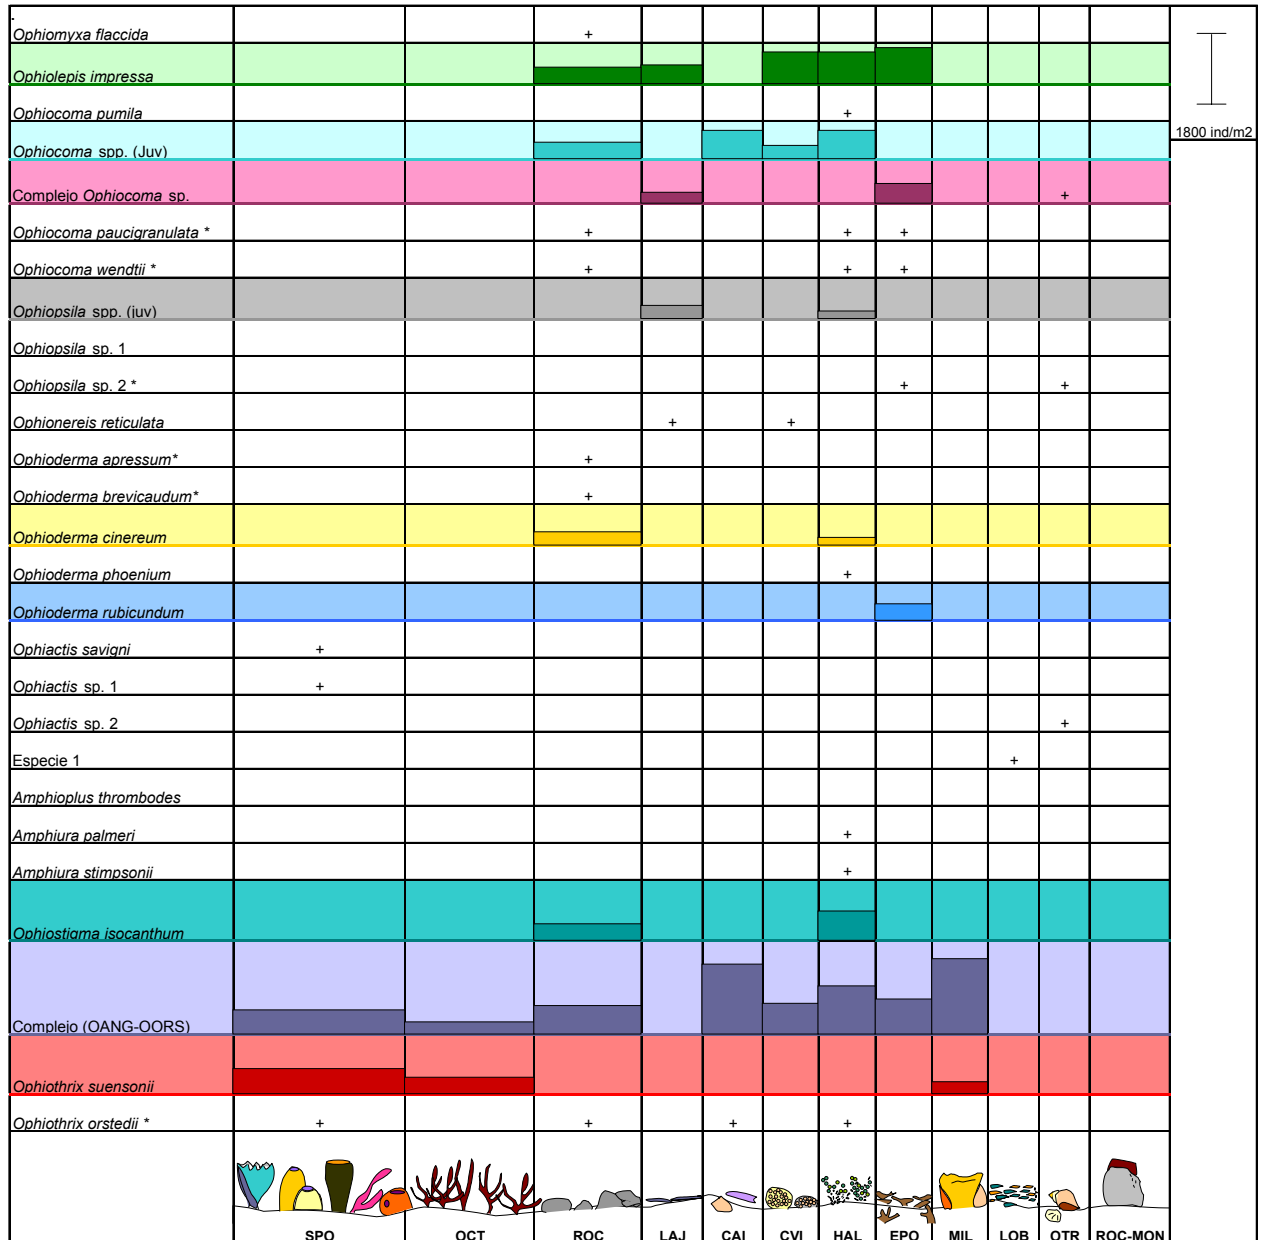 .
Ophiomyxa flaccida +
Ophiolepis impressa
Ophiocoma pumila +
1800 ind/m2
Ophiocoma spp. (Juv)
Complejo Ophiocoma sp. +
Ophiocoma paucigranulata * + + +
Ophiocoma wendtii * + + +
Ophiopsila spp. (juv)
Ophiopsila sp. 1
Ophiopsila sp. 2 * + +
Ophionereis reticulata + +
Ophioderma apressum* +
Ophioderma brevicaudum* +
Ophioderma cinereum
Ophioderma phoenium +
Ophioderma rubicundum
Ophiactis savigni +
Ophiactis sp. 1 +
Ophiactis sp. 2 +
Especie 1 +
Amphioplus thrombodes
Amphiura palmeri +
Amphiura stimpsonii +
Ophiostigma isocanthum
Complejo (OANG-OORS)
Ophiothrix suensonii
Ophiothrix orstedii * + + + +
SPO OCT ROC LAJ CAI CVI HAL EPO MIL LOB OTR ROC-MON